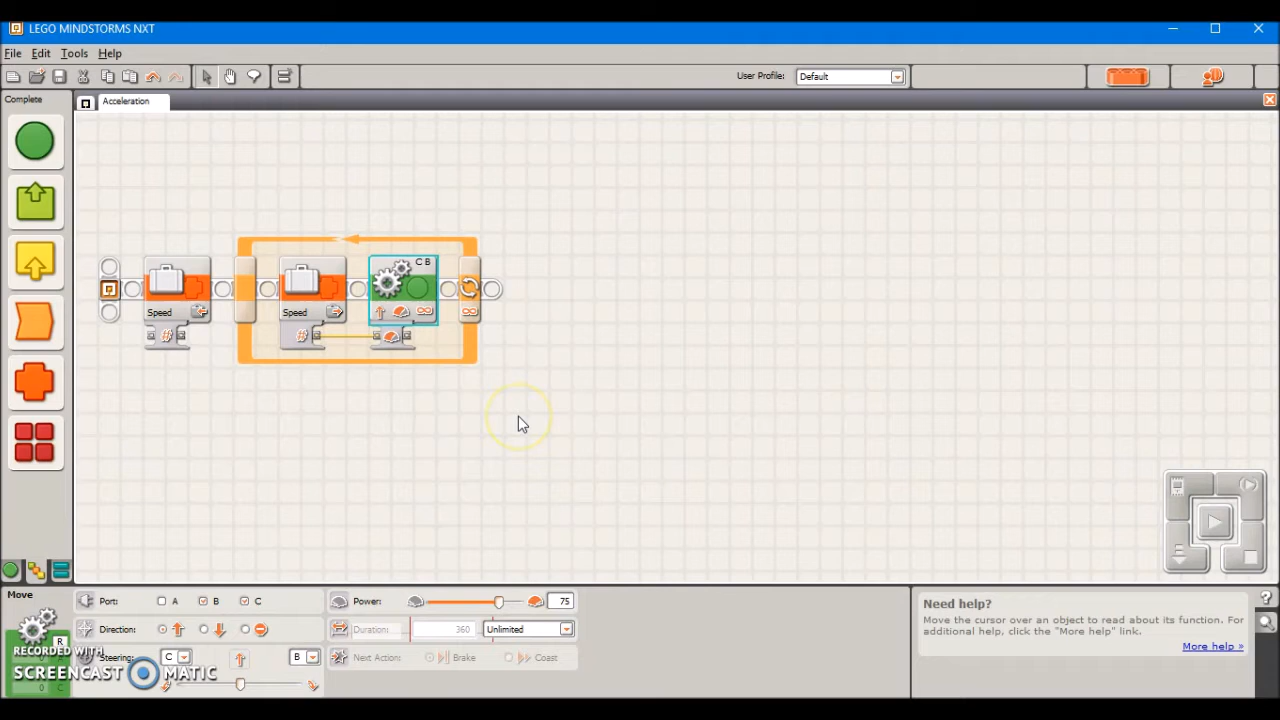 LEGO MINDSTORMS NXT
File Edit Tools Help
User Profile: Default
Complete Acceleration
C B
Speed Speed
#
#
Move Port: A B C Power: 75
Direction: Duration: 360 Unlimited
R
Steering: C B Next Action: Brake Coast
0 C
Need help?
Move the cursor over an object to read about its function. For
additional help, click the "More help" link.
More help »
?
RECORDED WITH
SCREENCAST MATIC